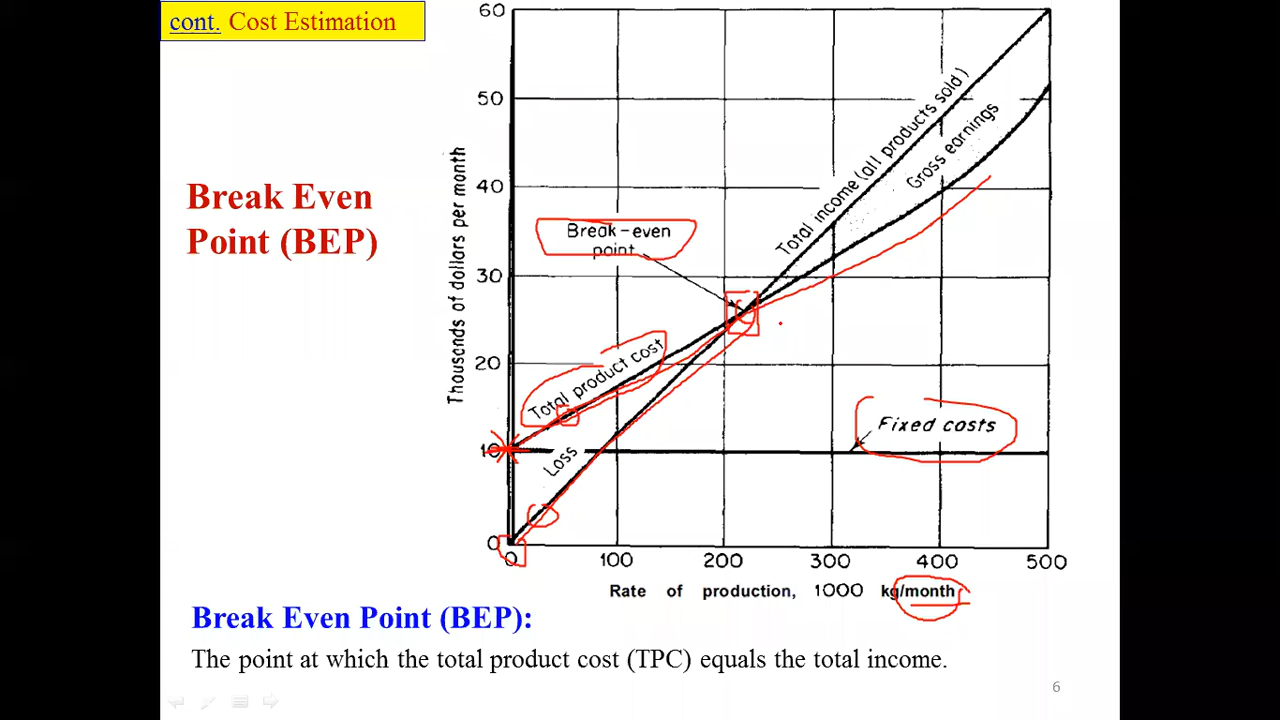 cont. Cost Estimation
Break Even
Point (BEP)
Thousands of dollars per month
60
50
40
30
20
10
0
Break-even
point
Total income (all products sold)
Gross earnings
Total product cost
Loss
Fixed costs
0 100 200 300 400 500
Rate of production, 1000 kg/month
Break Even Point (BEP):
The point at which the total product cost (TPC) equals the total income.
6